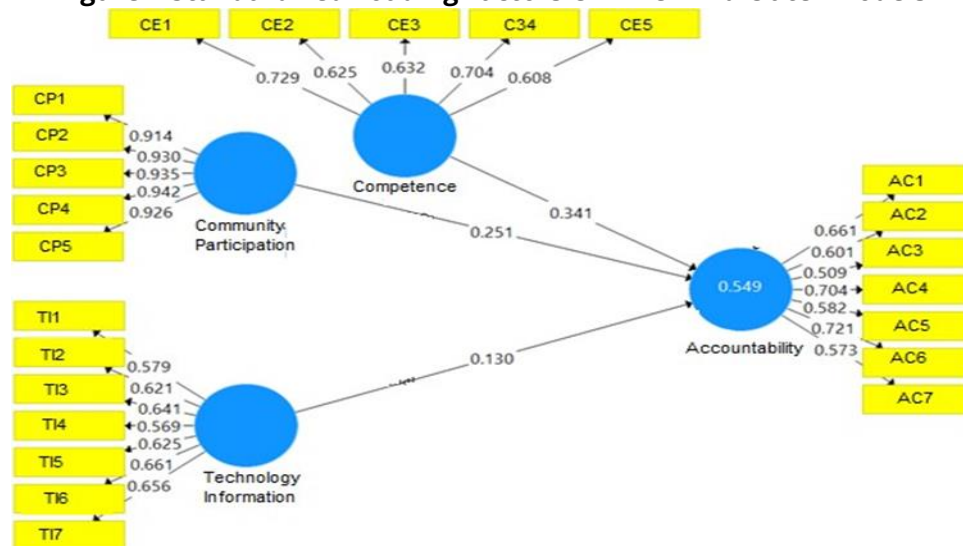 CE1 CE2 CE3 C34 CE5
0.729 0.625 0.632 0.704 0.608
Competence
CP1
CP2
CP3
CP4
CP5
0.914
0.930
0.935
0.942
0.926
Community
Participation
0.341
0.251
0.130
TI1
TI2
TI3
TI4
TI5
TI6
TI7
0.579
0.621
0.641
0.569
0.625
0.661
0.656
Technology
Information
0.549
Accountability
0.661
0.601
0.509
0.704
0.582
0.721
0.573
AC1
AC2
AC3
AC4
AC5
AC6
AC7